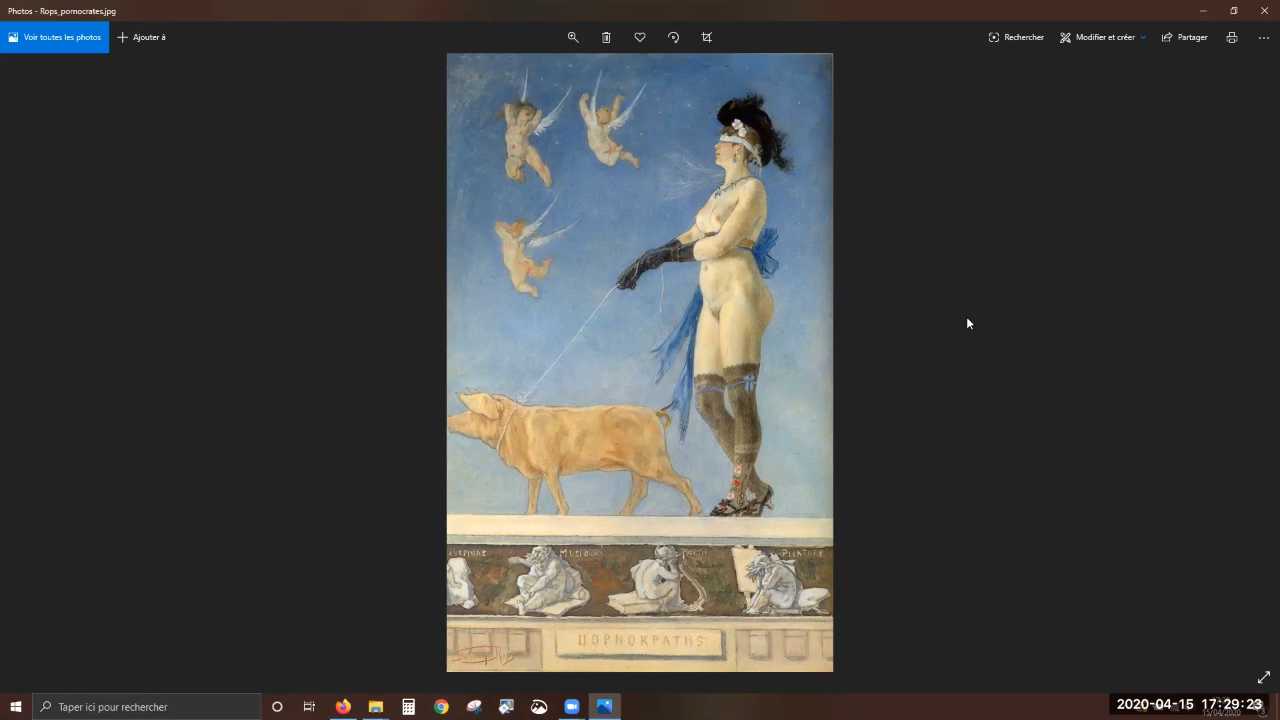 Photos - Rops_pornocrates.jpg
Voir toutes les photos
Ajouter à
Rechercher
Modifier et créer
Partager
MUSIQUE
POESIE
PEINTURE
ΠΟΡΝΟΚΡΑΤΗΣ
Taper ici pour rechercher
2020-04-15 17:29:23